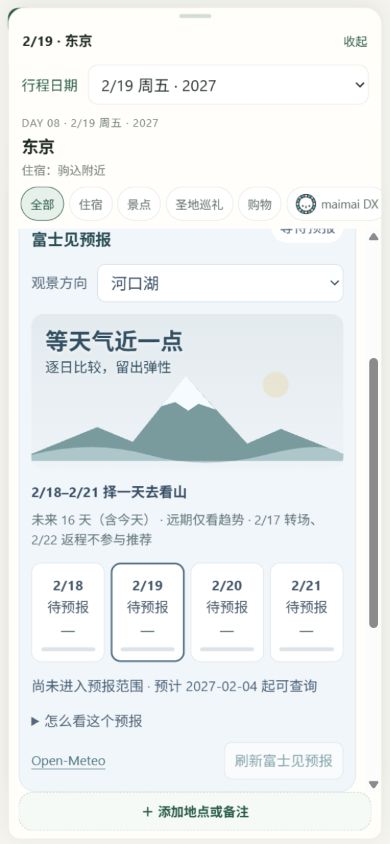 2/19 · 东京
收起
行程日期
2/19 周五 · 2027
DAY 08 · 2/19 周五 · 2027
东京
住宿：驹込附近
全部
住宿
景点
圣地巡礼
购物
maimai DX
富士见预报
等待预报
观景方向
河口湖
等天气近一点
逐日比较，留出弹性
2/18–2/21 择一天去看山
未来 16 天（含今天） · 远期仅看趋势 · 2/17 转场、
2/22 返程不参与推荐
2/18
待预报
—
2/19
待预报
—
2/20
待预报
—
2/21
待预报
—
尚未进入预报范围 · 预计 2027-02-04 起可查询
▶ 怎么看这个预报
Open-Meteo
刷新富士见预报
＋ 添加地点或备注